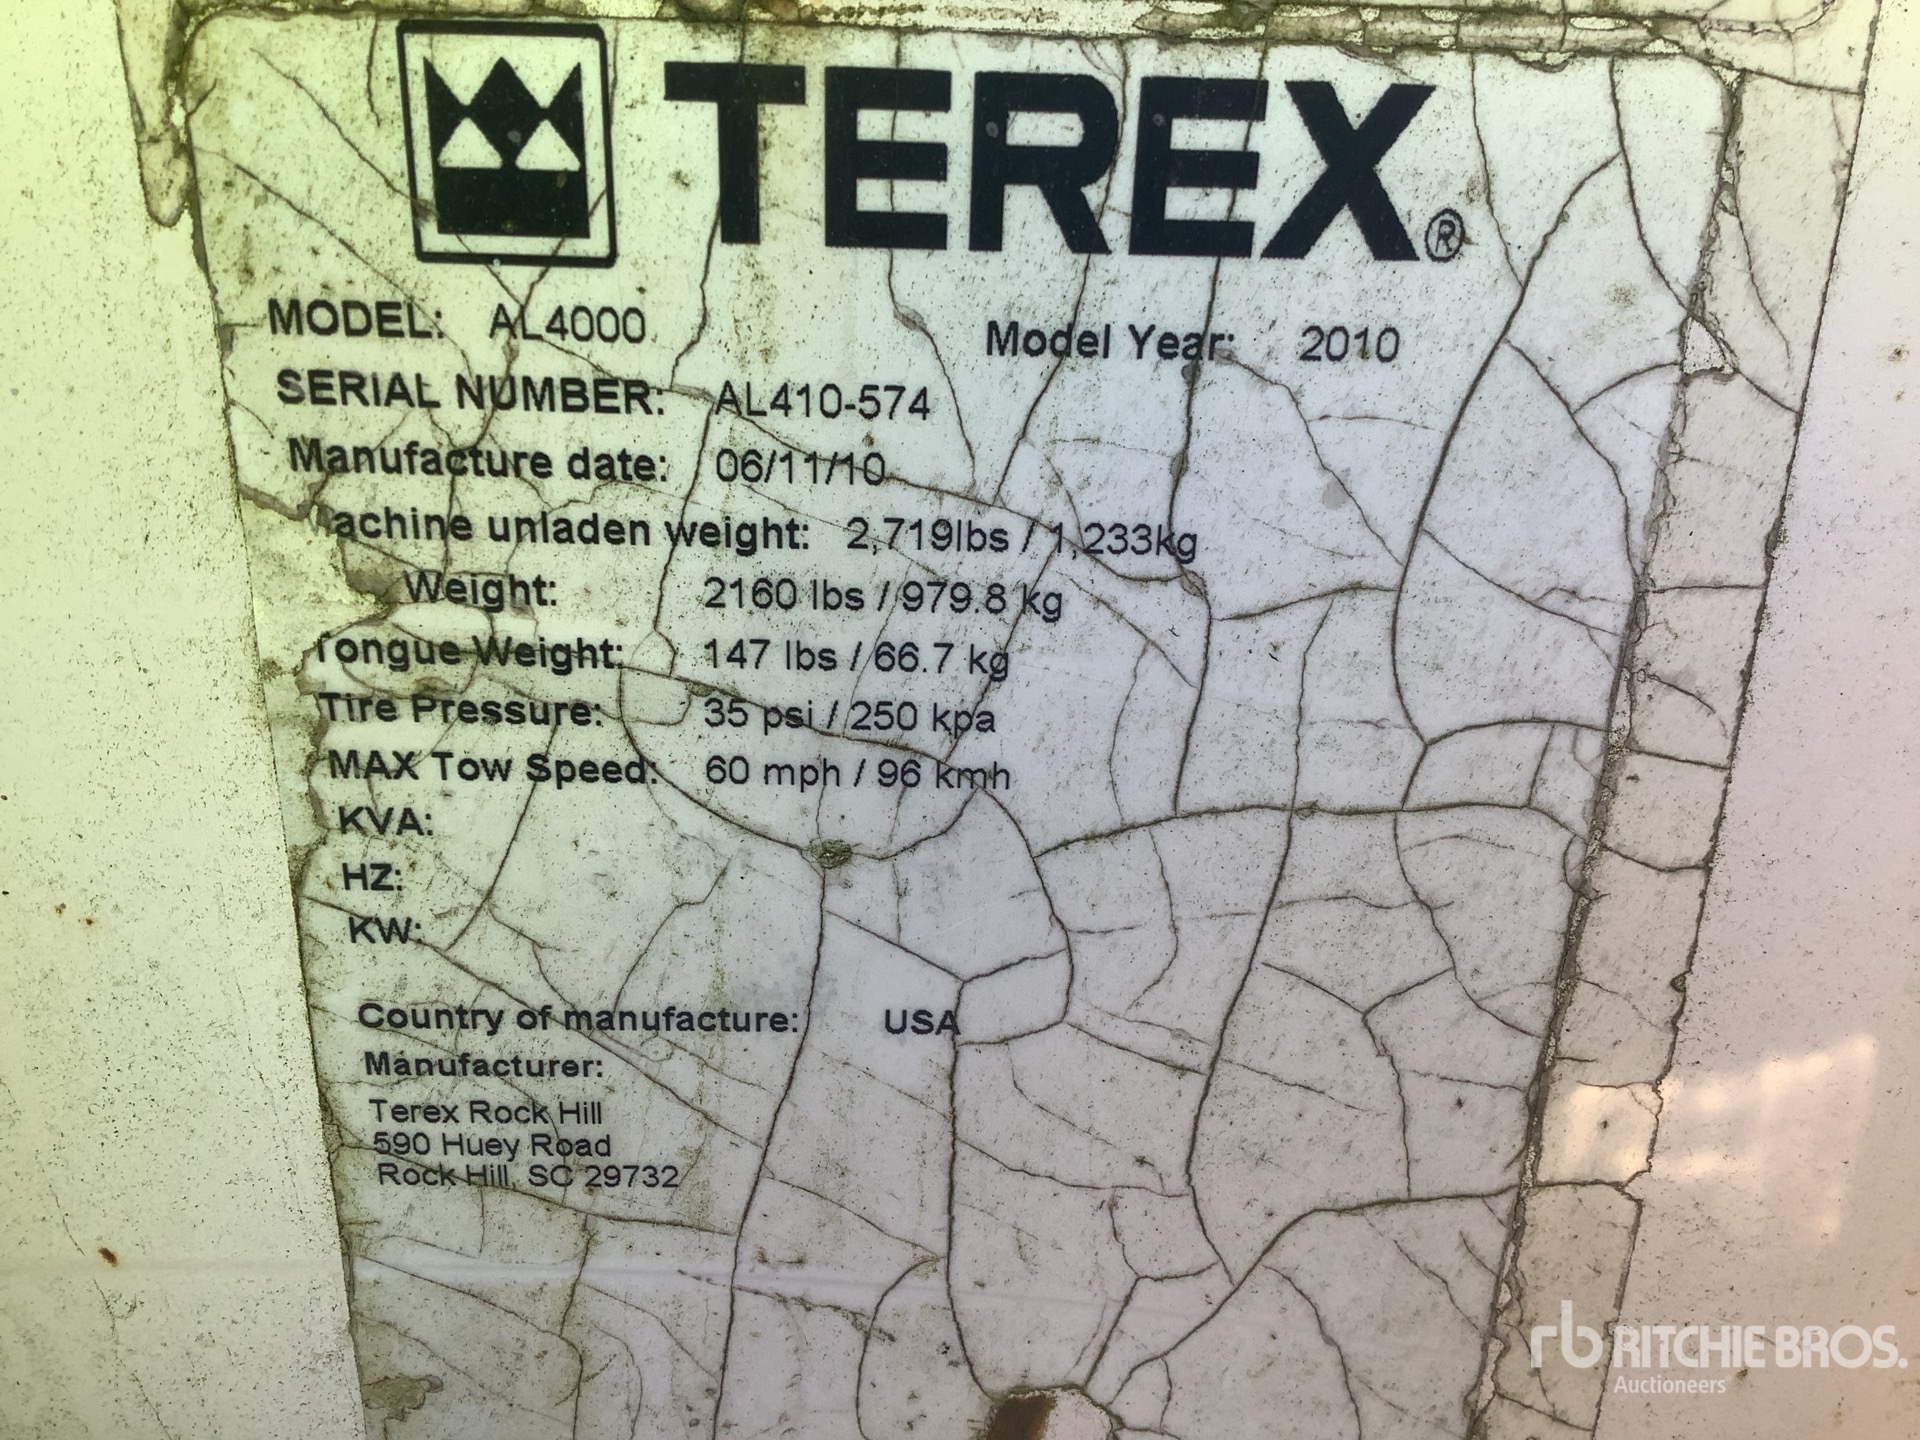 TEREX®
MODEL: AL4000 Model Year: 2010
SERIAL NUMBER: AL410-574
Manufacture date: 06/11/10
achine unladen weight: 2,719lbs / 1,233kg
Weight: 2160 lbs / 979.8 kg
Tongue Weight: 147 lbs / 66.7 kg
Tire Pressure: 35 psi / 250 kpa
MAX Tow Speed: 60 mph / 96 kmh
KVA:
HZ:
KW:
Country of manufacture: USA
Manufacturer:
Terex Rock Hill
590 Huey Road
Rock Hill, SC 29732
rb RITCHIE BROS.
Auctioneers